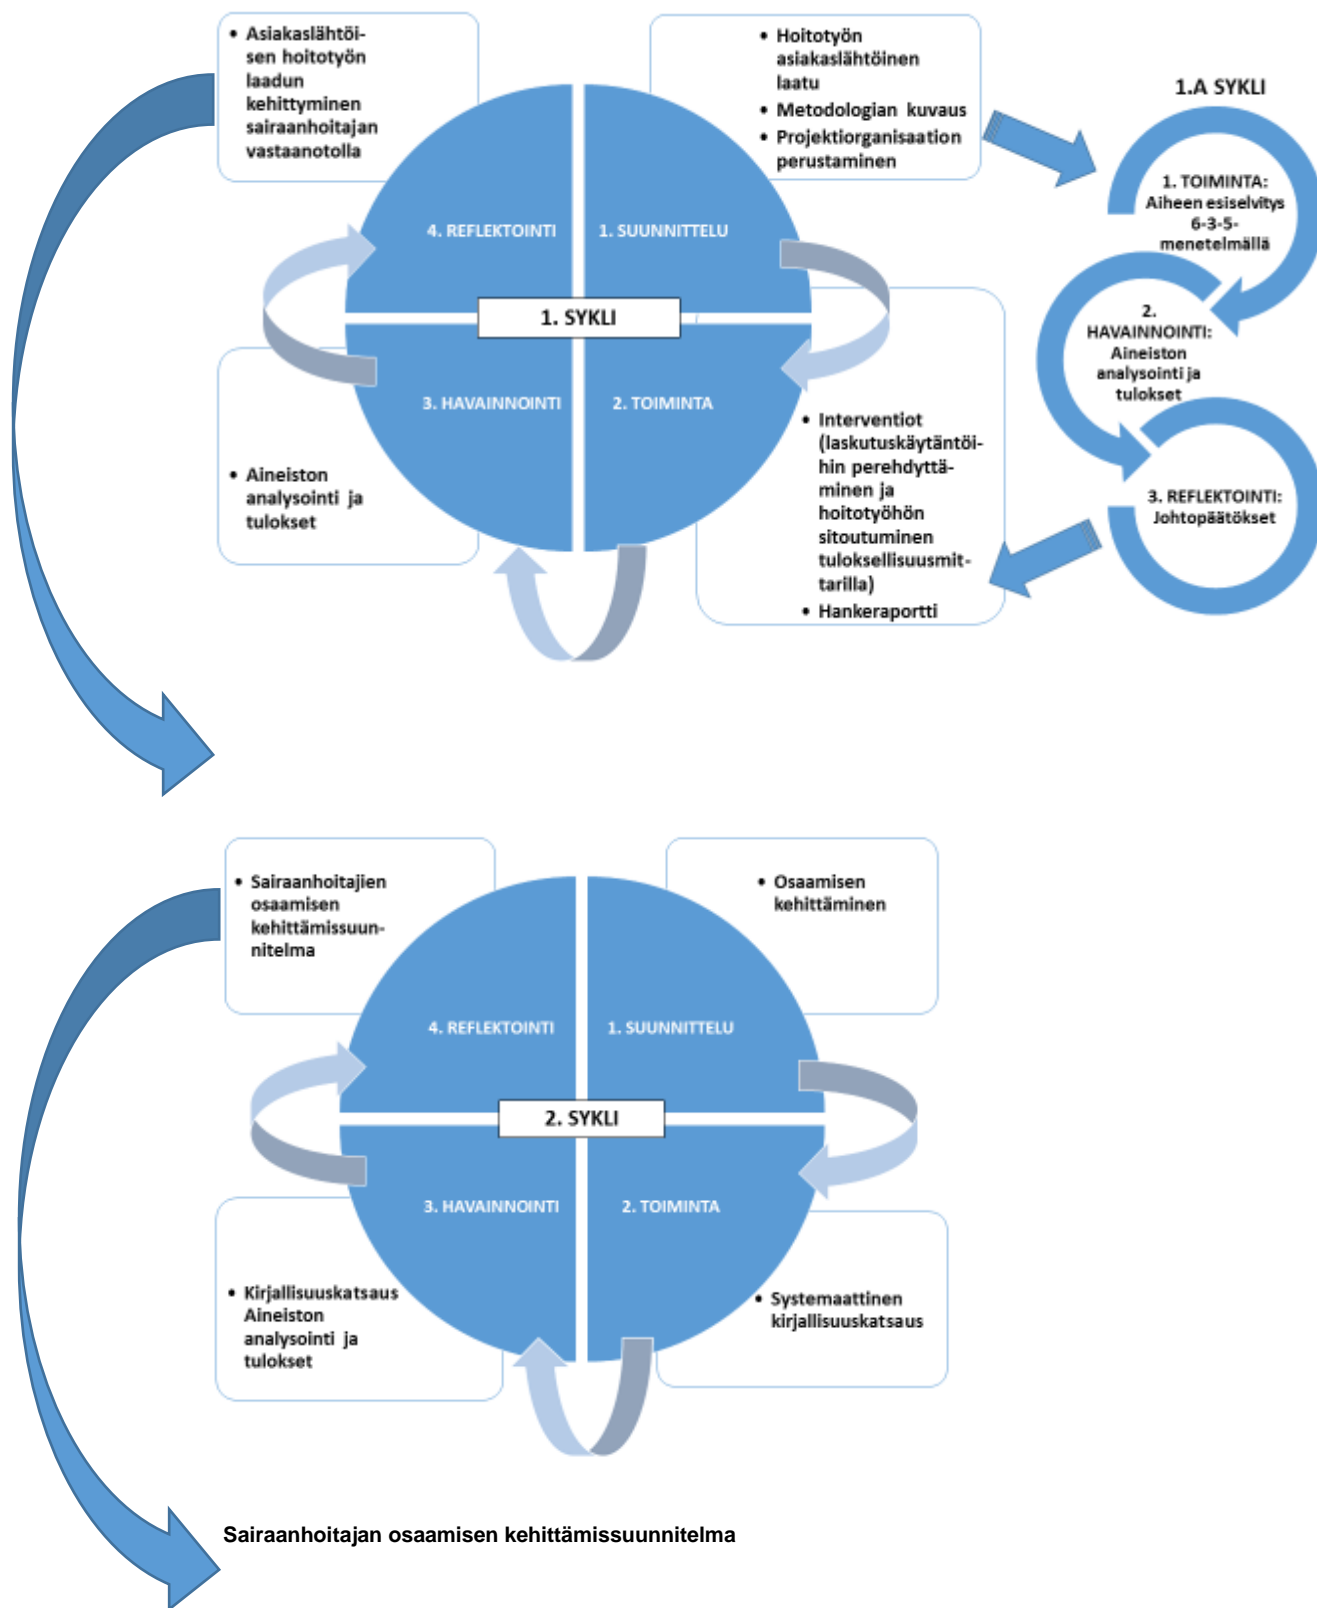 • Asiakaslähtöi-
sen hoitotyön
laadun
kehittyminen
sairaanhoitajan
vastaanotolla
• Hoitotyön
asiakaslähtöinen
laatu
• Metodologian kuvaus
• Projektiorganisaation
perustaminen
4. REFLEKTOINTI
1. SUUNNITTELU
1. SYKLI
3. HAVAINNOINTI
2. TOIMINTA
• Aineiston
analysointi ja
tulokset
• Interventiot
(laskutuskäytäntöi-
hin perehdyttä-
minen ja
hoitotyöhön
sitoutuminen
tuloksellisuusmit-
tarilla)
• Hankeraportti
1.A SYKLI
1. TOIMINTA:
Aiheen esiselvitys
6-3-5-
menetelmällä
2.
HAVAINNOINTI:
Aineiston
analysointi ja
tulokset
3. REFLEKTOINTI:
Johtopäätökset
• Sairaanhoitajien
osaamisen
kehittämissuun-
nitelma
• Osaamisen
kehittäminen
4. REFLEKTOINTI
1. SUUNNITTELU
2. SYKLI
3. HAVAINNOINTI
2. TOIMINTA
• Kirjallisuuskatsaus
Aineiston
analysointi ja
tulokset
• Systemaattinen
kirjallisuuskatsaus
Sairaanhoitajan osaamisen kehittämissuunnitelma